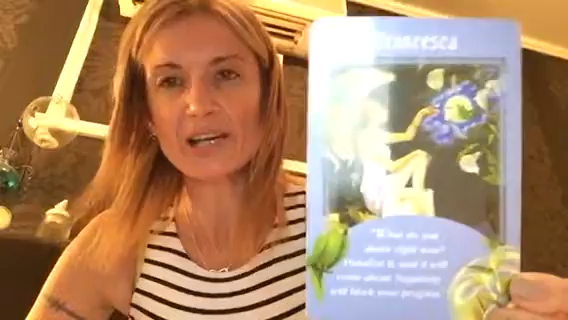 Francesca
"What do you
desire right now?
Visualize it, and it will
come about. Negativity
will block your progress.